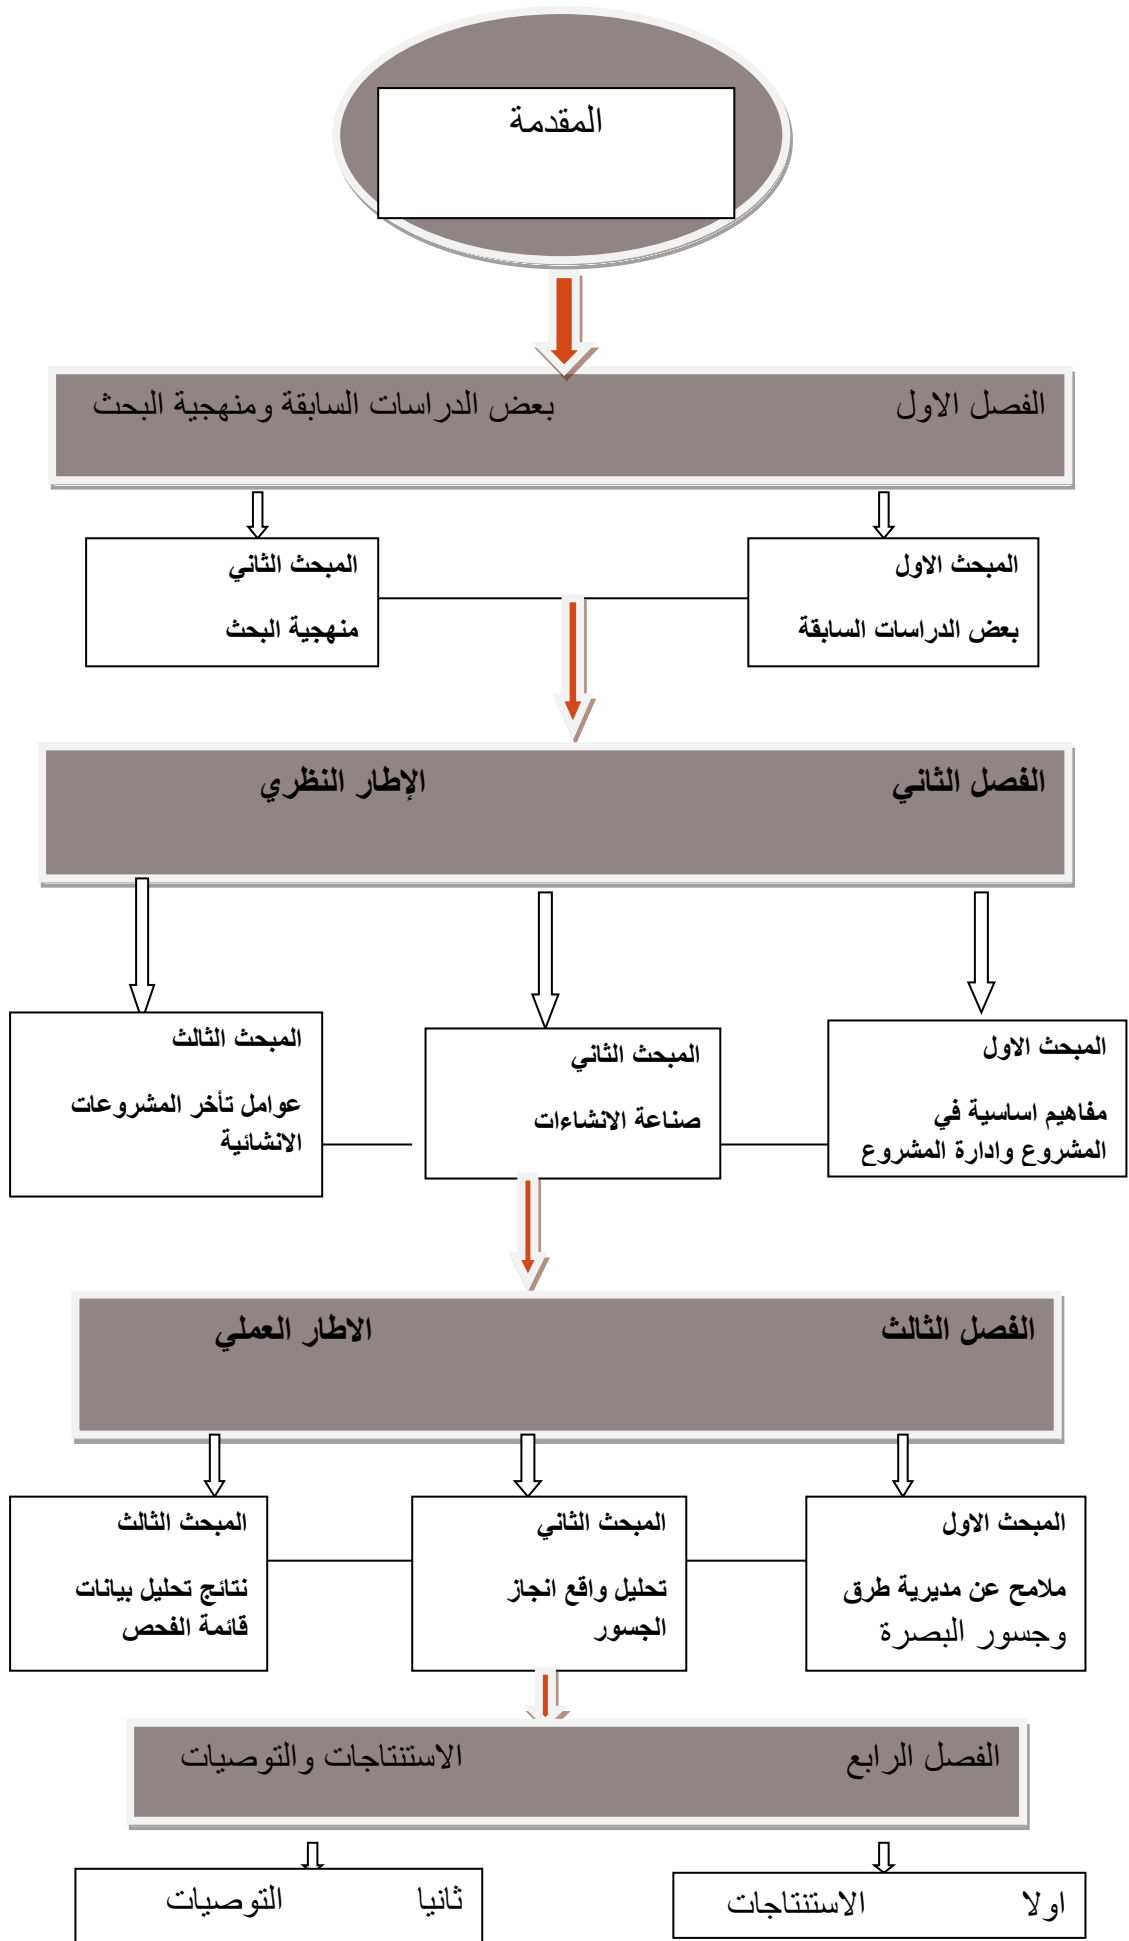 المقدمة
الفصل الاول بعض الدراسات السابقة ومنهجية البحث
المبحث الاول
بعض الدراسات السابقة
المبحث الثاني
منهجية البحث
الفصل الثاني الإطار النظري
المبحث الاول
مفاهيم اساسية في
المشروع وادارة المشروع
المبحث الثاني
صناعة الانشاءات
المبحث الثالث
عوامل تأخر المشروعات
الانشائية
الفصل الثالث الاطار العملي
المبحث الاول
ملامح عن مديرية طرق
وجسور البصرة
المبحث الثاني
تحليل واقع انجاز
الجسور
المبحث الثالث
نتائج تحليل بيانات
قائمة الفحص
الفصل الرابع الاستنتاجات والتوصيات
اولا الاستنتاجات
ثانيا التوصيات